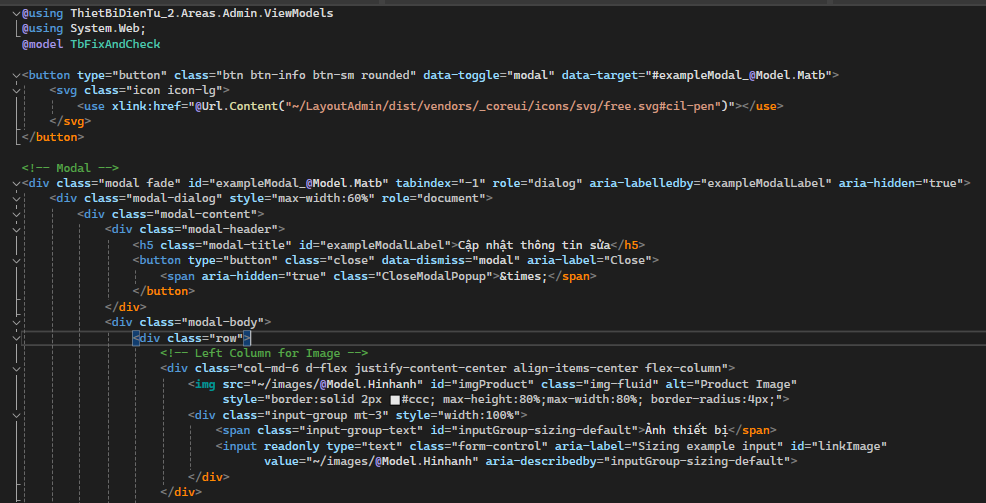 @using ThietBiDienTu_2.Areas.Admin.ViewModels
@using System.Web;
@model TbFixAndCheck
<button type="button" class="btn btn-info btn-sm rounded" data-toggle="modal" data-target="#exampleModal_@Model.Matb">
<svg class="icon icon-lg">
<use xlink:href="@Url.Content("~/LayoutAdmin/dist/vendors/_coreui/icons/svg/free.svg#cil-pen")"></use>
</svg>
</button>
<!-- Modal -->
<div class="modal fade" id="exampleModal_@Model.Matb" tabindex="-1" role="dialog" aria-labelledby="exampleModalLabel" aria-hidden="true">
<div class="modal-dialog" style="max-width:60%" role="document">
<div class="modal-content">
<div class="modal-header">
<h5 class="modal-title" id="exampleModalLabel">Cập nhật thông tin sửa</h5>
<button type="button" class="close" data-dismiss="modal" aria-label="Close">
<span aria-hidden="true" class="CloseModalPopup">&times;</span>
</button>
</div>
<div class="modal-body">
<div class="row">
<!-- Left Column for Image -->
<div class="col-md-6 d-flex justify-content-center align-items-center flex-column">
<img src="~/images/@Model.Hinhanh" id="imgProduct" class="img-fluid" alt="Product Image"
style="border:solid 2px #ccc; max-height:80%;max-width:80%; border-radius:4px;">
<div class="input-group mt-3" style="width:100%">
<span class="input-group-text" id="inputGroup-sizing-default">Ảnh thiết bị</span>
<input readonly type="text" class="form-control" aria-label="Sizing example input" id="linkImage"
value="~/images/@Model.Hinhanh" aria-describedby="inputGroup-sizing-default">
</div>
</div>